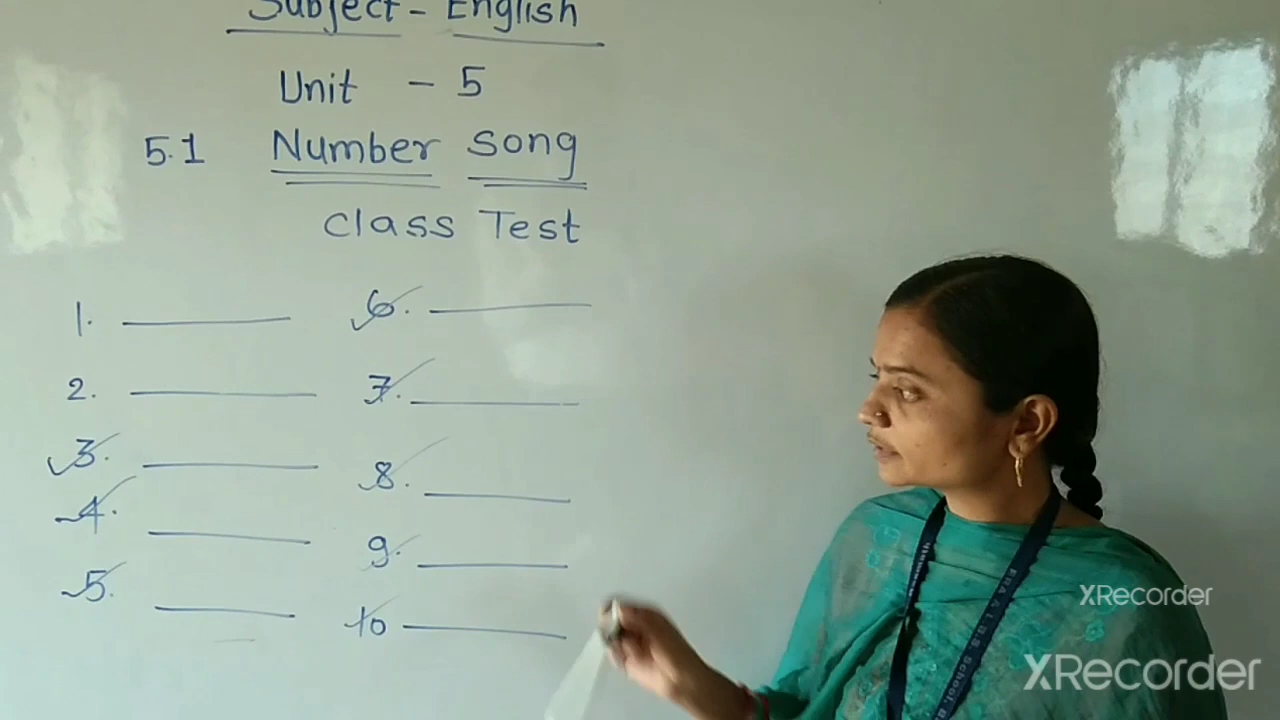 Subject - English
Unit - 5
5.1 Number song
Class Test
1. 6.
2. 7.
3. 8.
4. 9.
5. 10
XRecorder
XRecorder